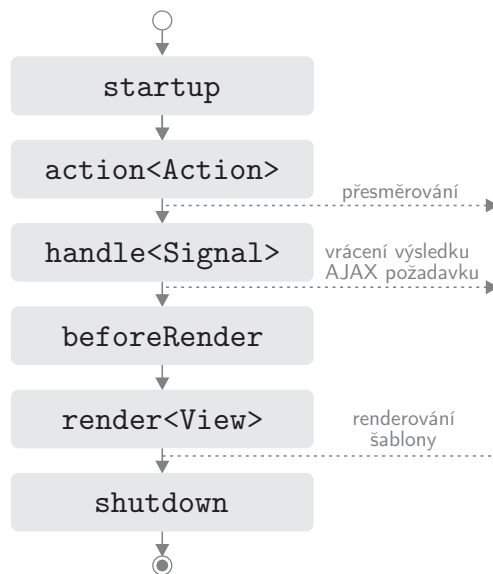 startup
action<Action>
přesměrování
handle<Signal>
vrácení výsledku
AJAX požadavku
beforeRender
render<View>
renderování
šablony
shutdown